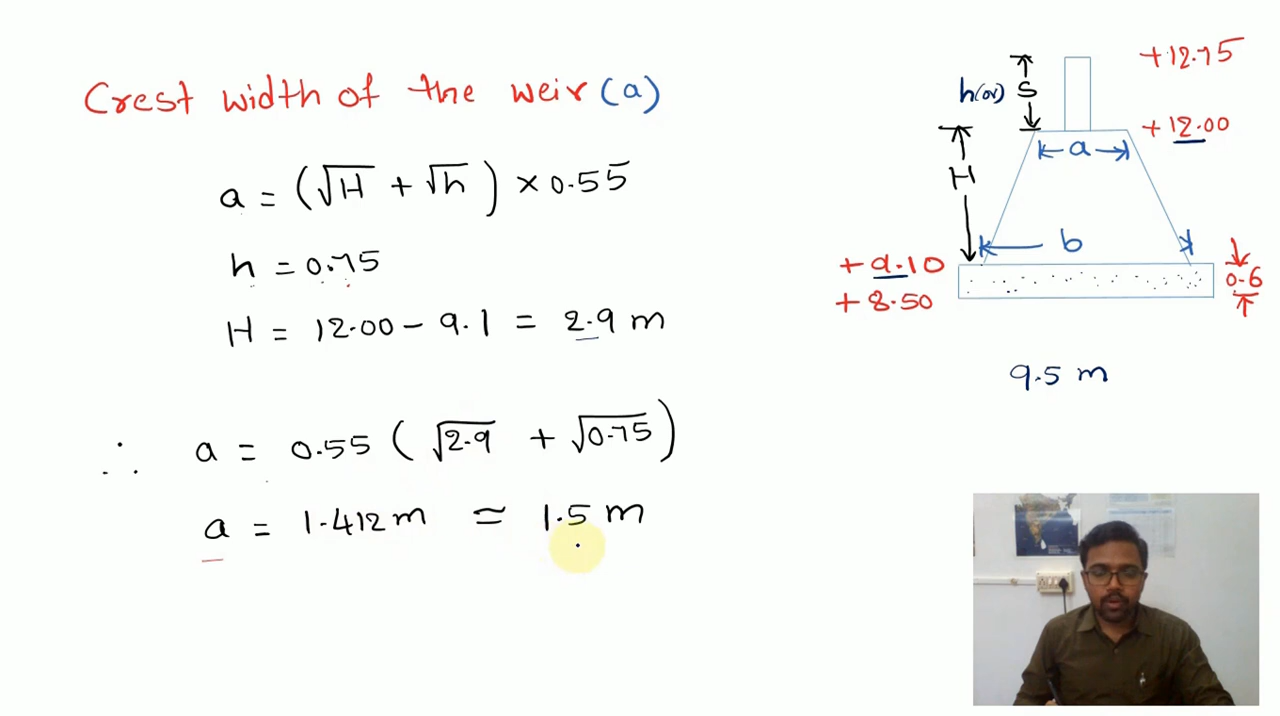 Crest width of the weir (a)
a = (√H + √h) × 0.55
h = 0.75
H = 12.00 − 9.1 = 2.9 m
∴ a = 0.55 (√2.9 + √0.75)
a = 1.412 m ≃ 1.5 m
+12.75
h(or) S
+12.00
a
H
b
+9.10
0.6
+8.50
9.5 m